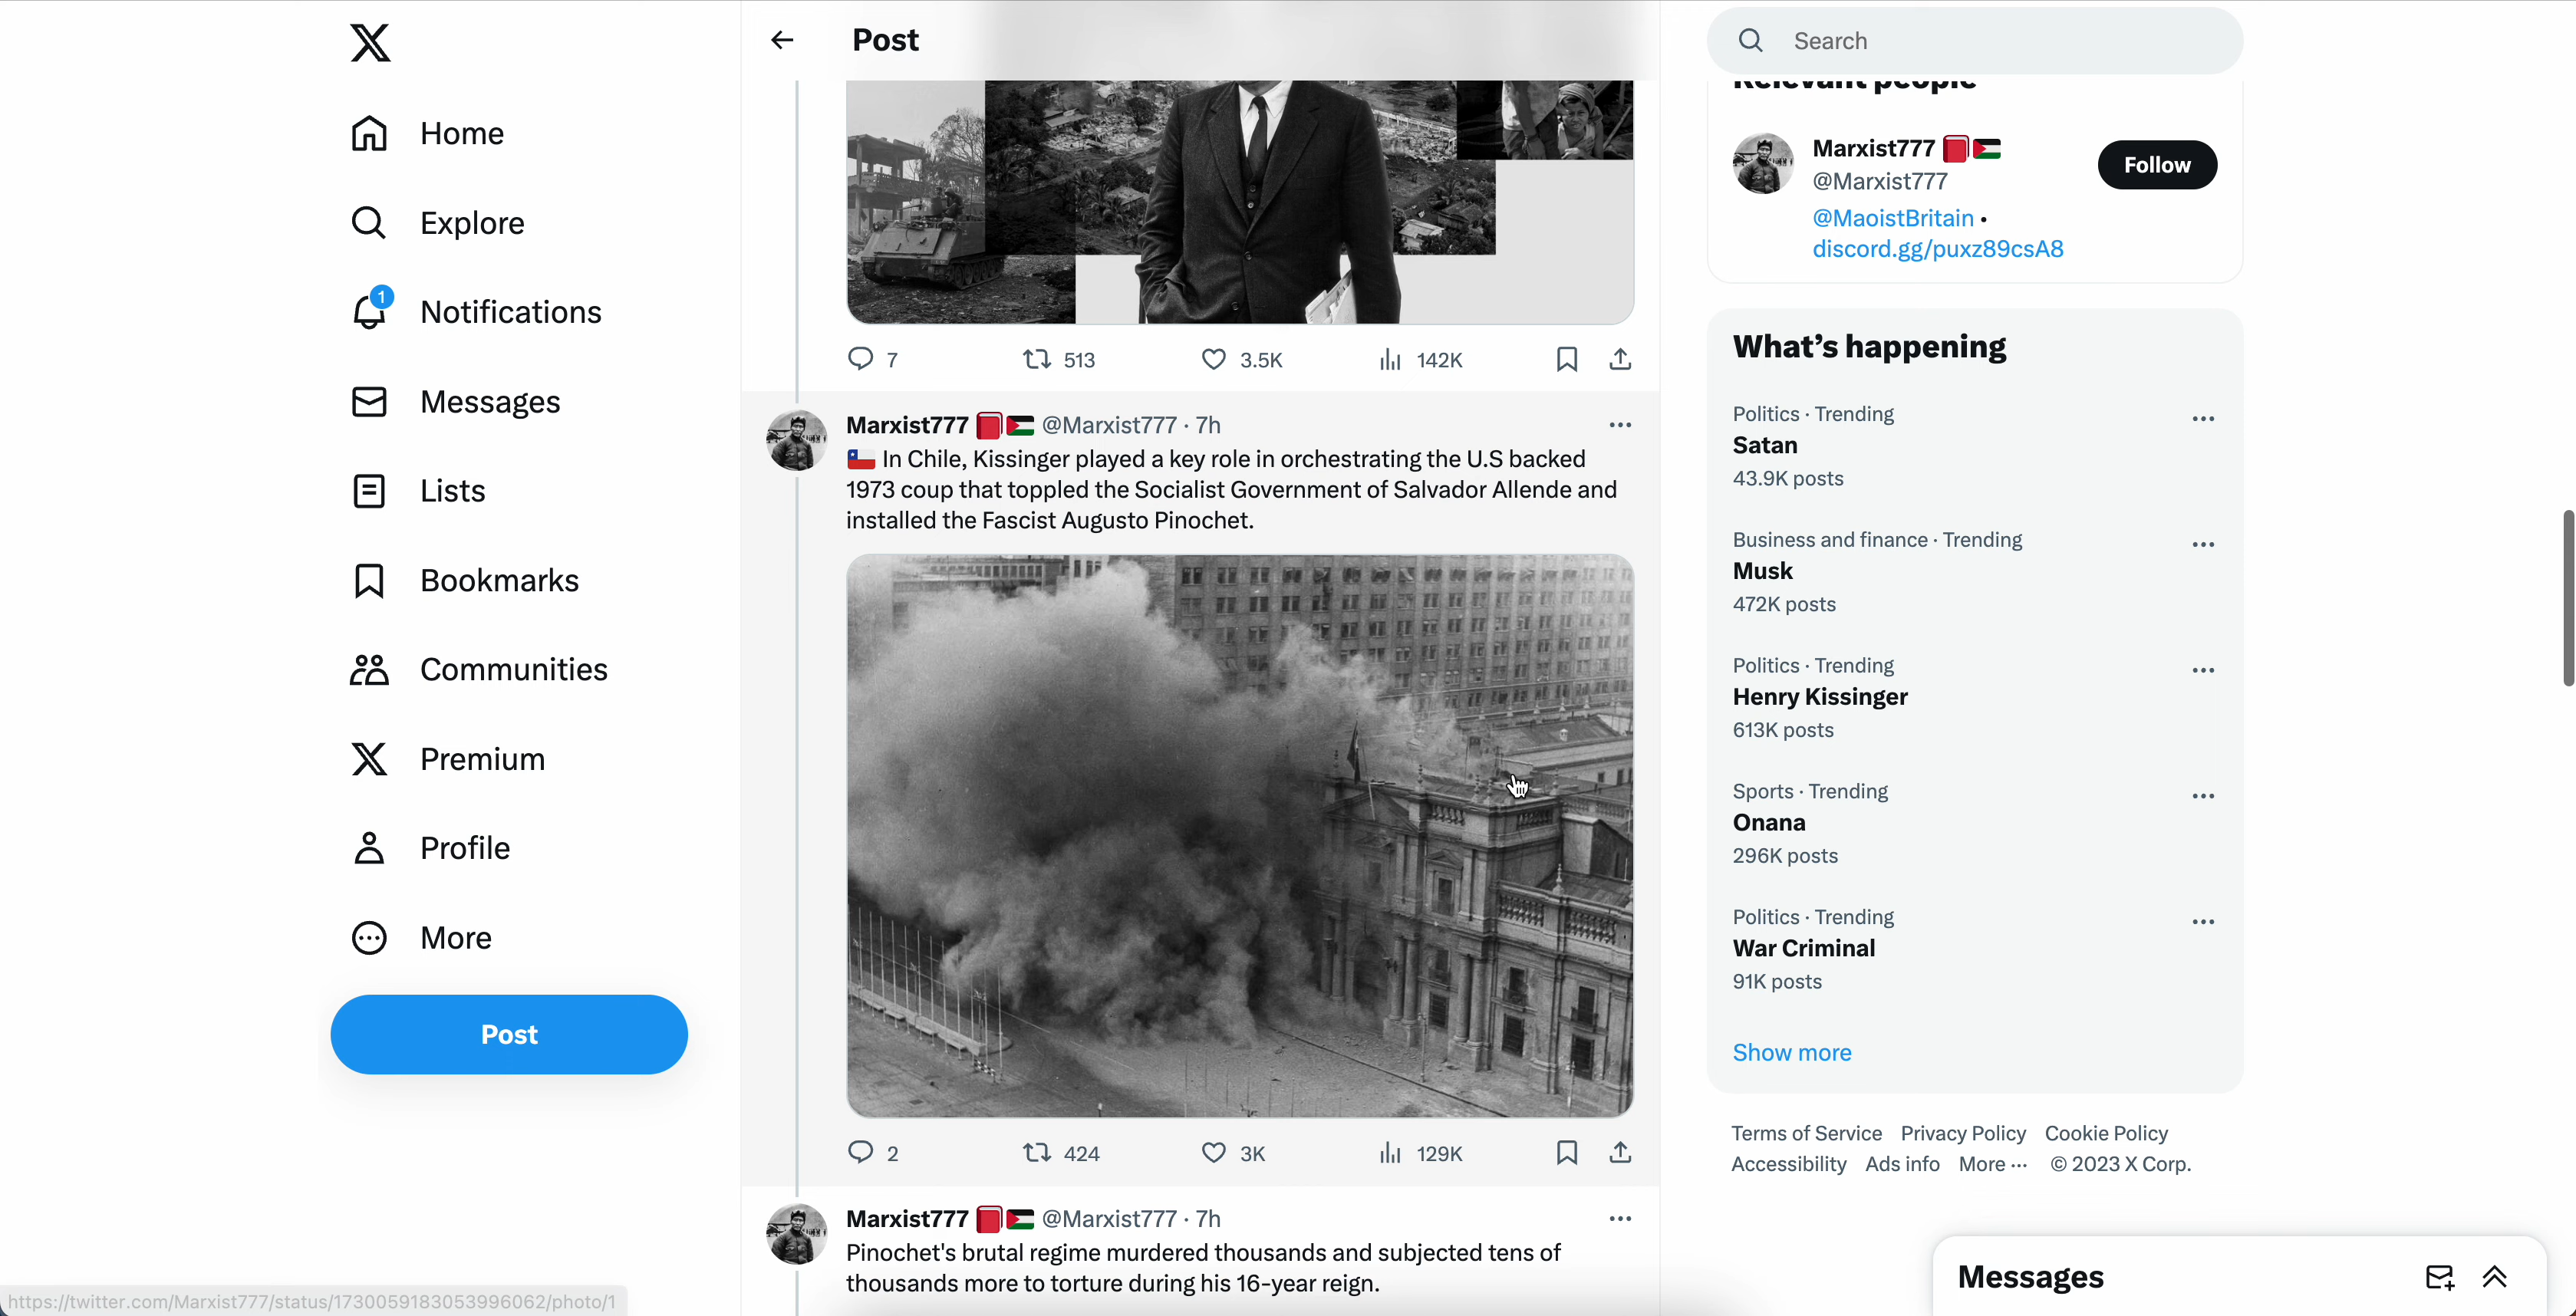 Home
Explore
1
Notifications
Messages
Lists
Bookmarks
Communities
Premium
Profile
More
Post
https://twitter.com/Marxist777/status/1730059183053996062/photo/1
Post
7 513 3.5K 142K
Marxist777 @Marxist777 · 7h
In Chile, Kissinger played a key role in orchestrating the U.S backed
1973 coup that toppled the Socialist Government of Salvador Allende and
installed the Fascist Augusto Pinochet.
2 424 3K 129K
Marxist777 @Marxist777 · 7h
Pinochet's brutal regime murdered thousands and subjected tens of
thousands more to torture during his 16-year reign.
Search
Relevant people
Marxist777
@Marxist777
Follow
@MaoistBritain •
discord.gg/puxz89csA8
What's happening
Politics · Trending
Satan
43.9K posts
Business and finance · Trending
Musk
472K posts
Politics · Trending
Henry Kissinger
613K posts
Sports · Trending
Onana
296K posts
Politics · Trending
War Criminal
91K posts
Show more
Terms of Service Privacy Policy Cookie Policy
Accessibility Ads info More ··· © 2023 X Corp.
Messages